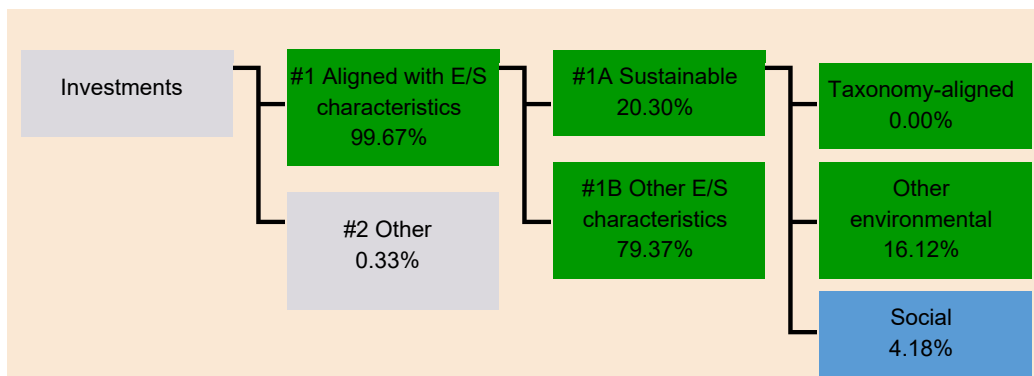 Investments
#1 Aligned with E/S
characteristics
99.67%
#2 Other
0.33%
#1A Sustainable
20.30%
#1B Other E/S
characteristics
79.37%
Taxonomy-aligned
0.00%
Other
environmental
16.12%
Social
4.18%